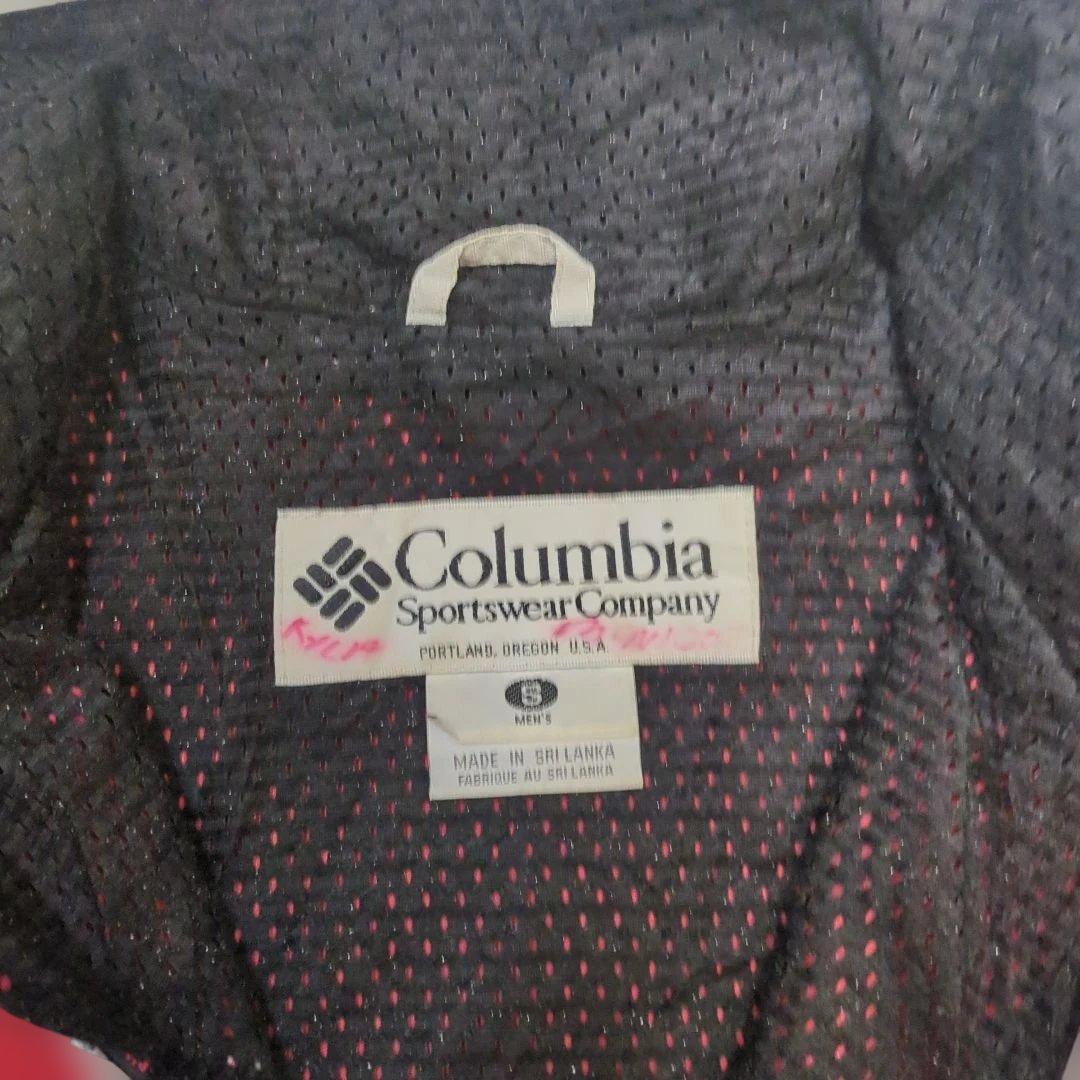 Columbia
Sportswear Company
PORTLAND, OREGON U.S.A.
S
MEN'S
MADE IN SRI LANKA
FABRIQUE AU SRI LANKA